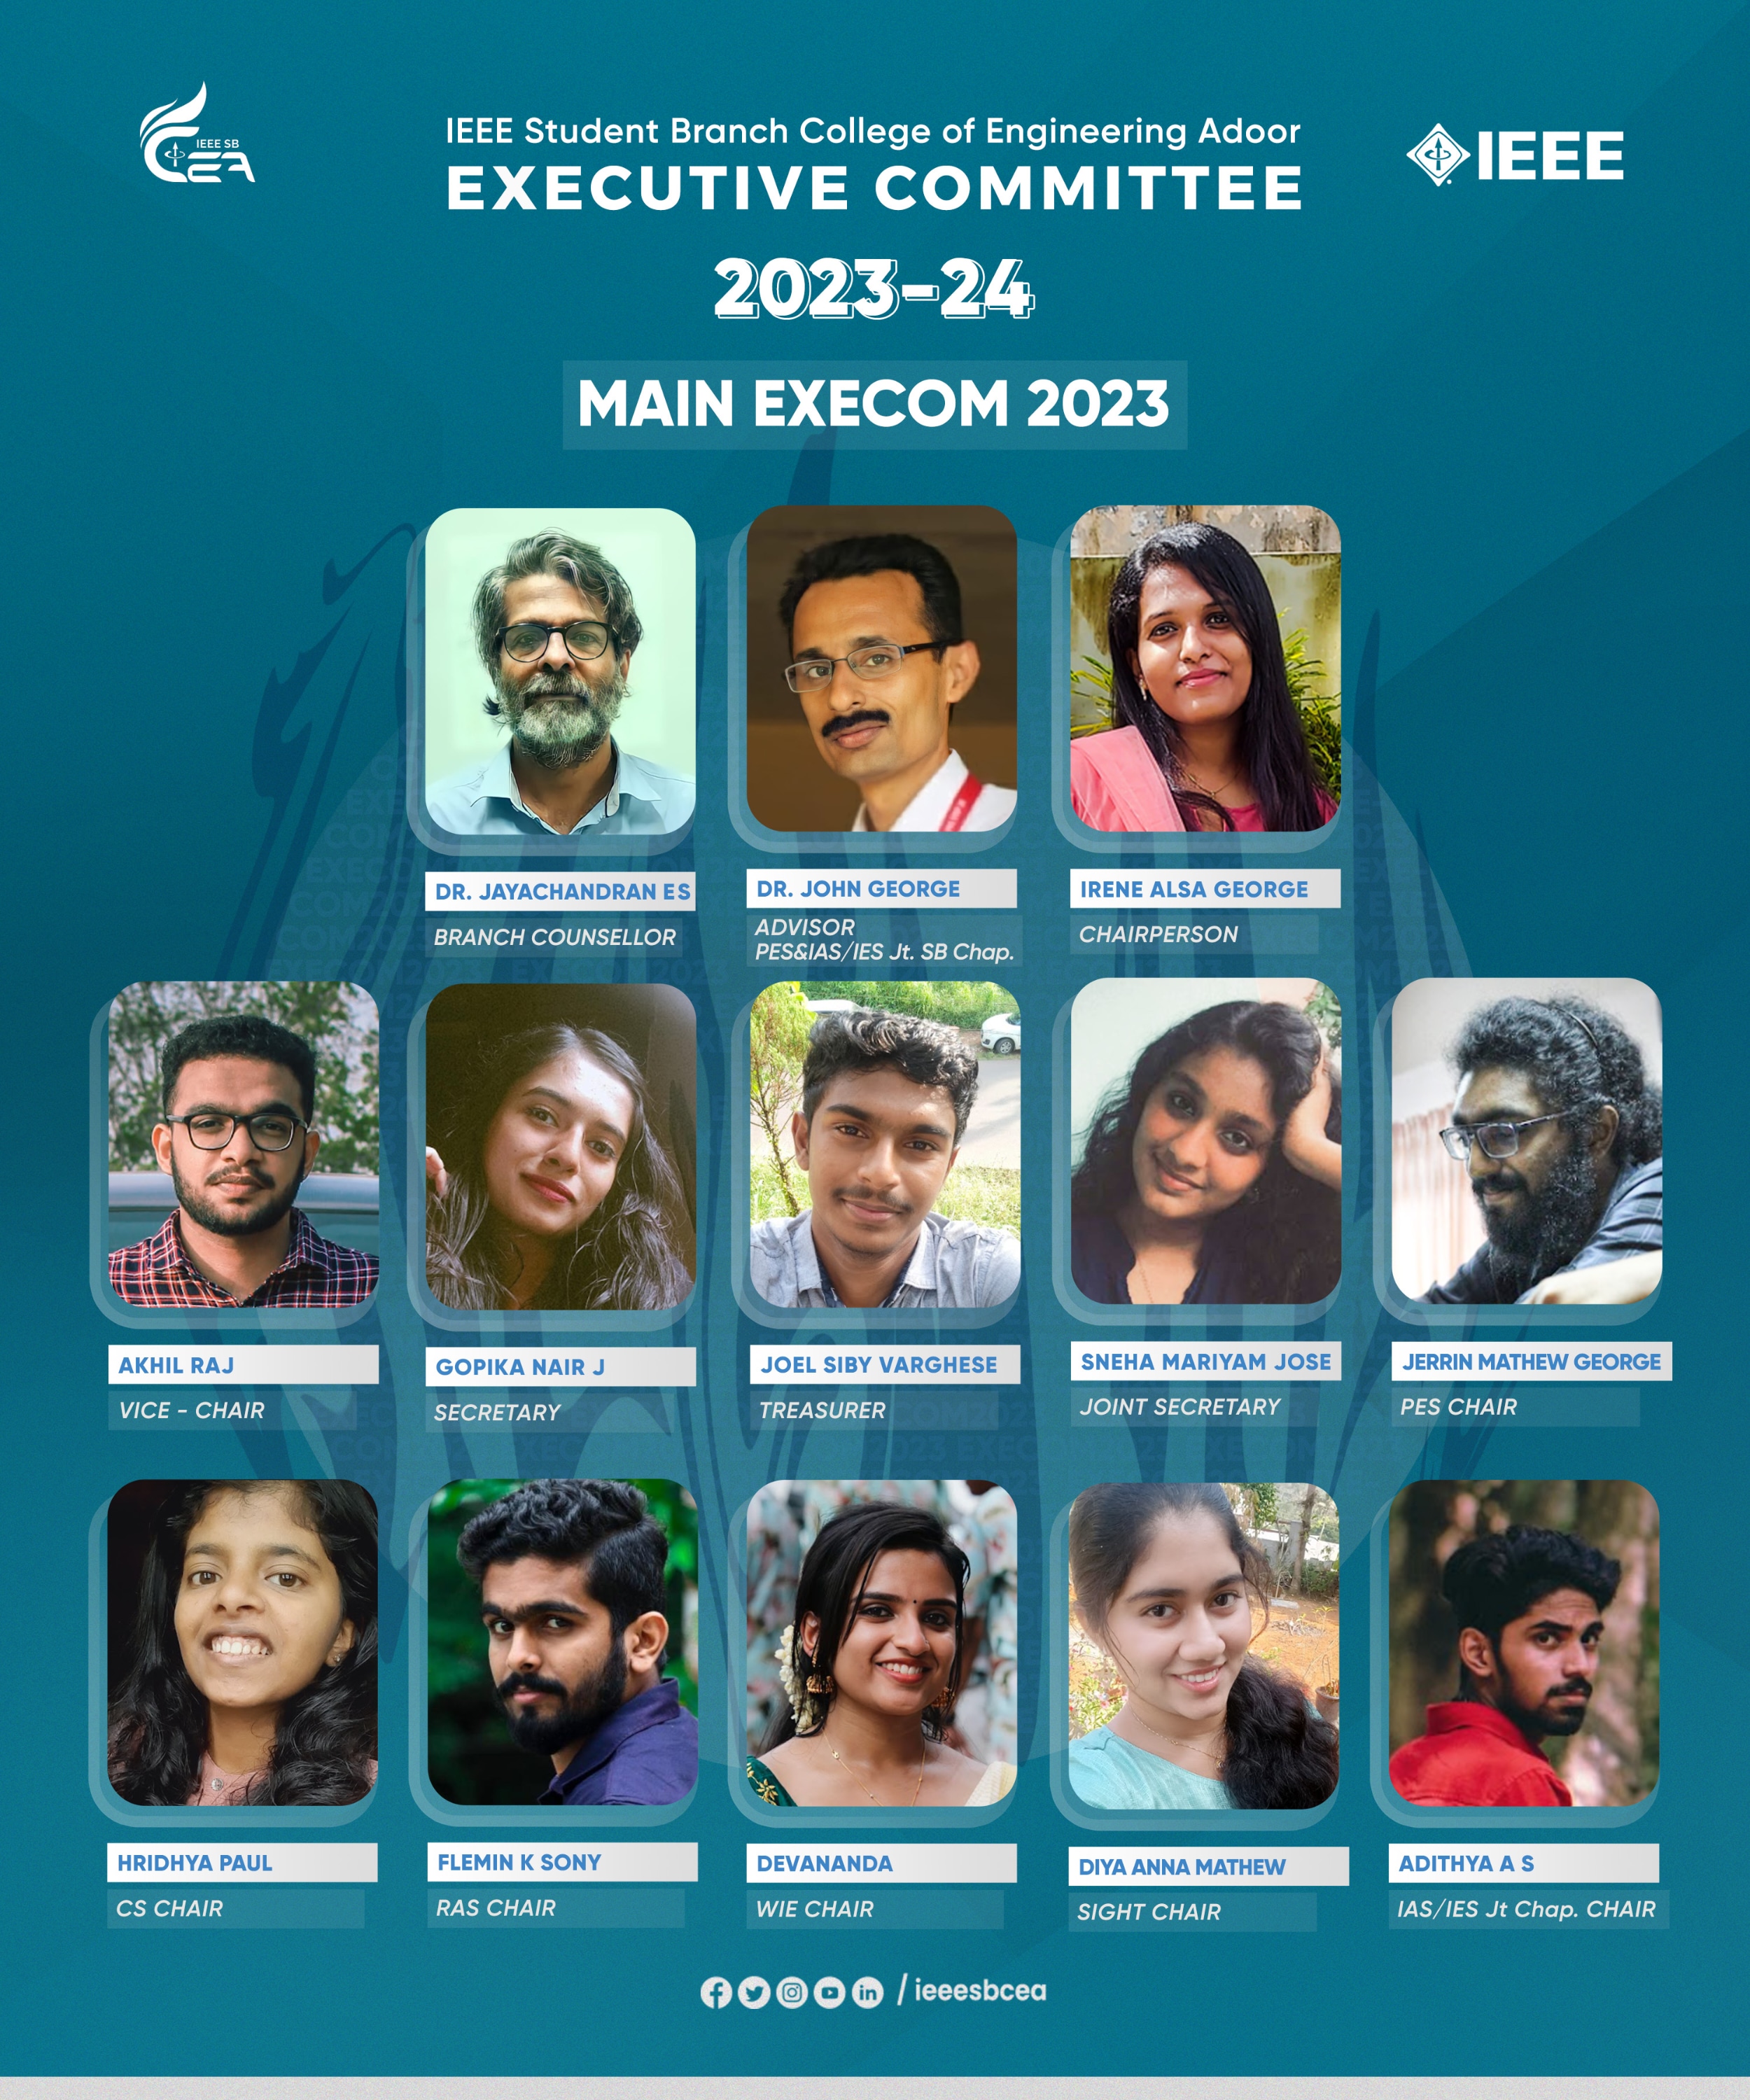 IEEE SB
CEA
IEEE Student Branch College of Engineering Adoor
EXECUTIVE COMMITTEE
IEEE
2023-24
MAIN EXECOM 2023
DR. JAYACHANDRAN E S
BRANCH COUNSELLOR
DR. JOHN GEORGE
ADVISOR
PES&IAS/IES Jt. SB Chap.
IRENE ALSA GEORGE
CHAIRPERSON
AKHIL RAJ
VICE - CHAIR
GOPIKA NAIR J
SECRETARY
JOEL SIBY VARGHESE
TREASURER
SNEHA MARIYAM JOSE
JOINT SECRETARY
JERRIN MATHEW GEORGE
PES CHAIR
HRIDHYA PAUL
CS CHAIR
FLEMIN K SONY
RAS CHAIR
DEVANANDA
WIE CHAIR
DIYA ANNA MATHEW
SIGHT CHAIR
ADITHYA A S
IAS/IES Jt Chap. CHAIR
/ieeesbcea